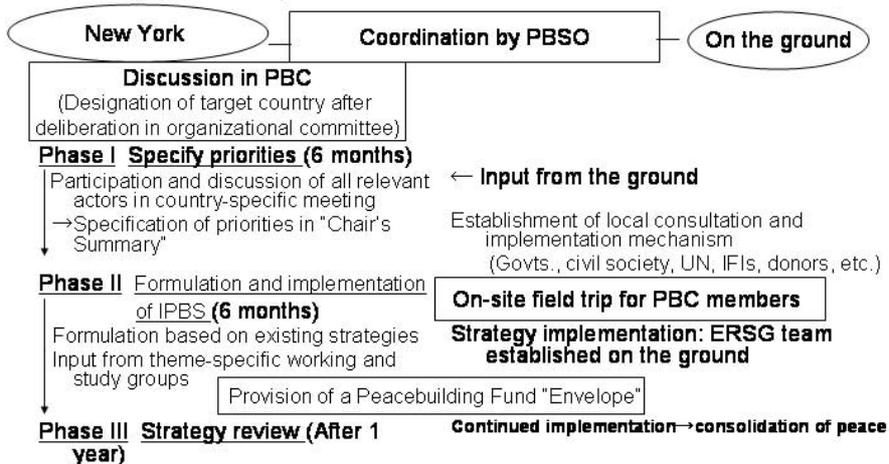 New York
Coordination by PBSO
On the ground
Discussion in PBC
(Designation of target country after
deliberation in organizational committee)
Phase I Specify priorities (6 months)
Participation and discussion of all relevant
actors in country-specific meeting
→Specification of priorities in "Chair's
Summary"
← Input from the ground
Establishment of local consultation and
implementation mechanism
(Govts., civil society, UN, IFIs, donors, etc.)
Phase II Formulation and implementation
of IPBS (6 months)
On-site field trip for PBC members
Formulation based on existing strategies
Input from theme-specific working and
study groups
Strategy implementation: ERSG team
established on the ground
Provision of a Peacebuilding Fund "Envelope"
Phase III Strategy review (After 1
year)
Continued implementation→consolidation of peace